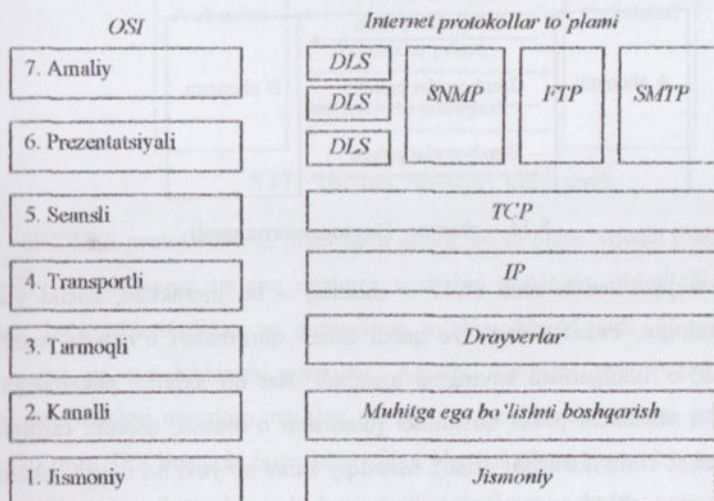 OSI
Internet protokollar to‘plami
7. Amaliy
DLS
SNMP
FTP
SMTP
DLS
6. Prezentatsiyali
DLS
5. Seansli
TCP
4. Transportli
IP
3. Tarmoqli
Drayverlar
2. Kanalli
Muhitga ega bo‘lishni boshqarish
1. Jismoniy
Jismoniy